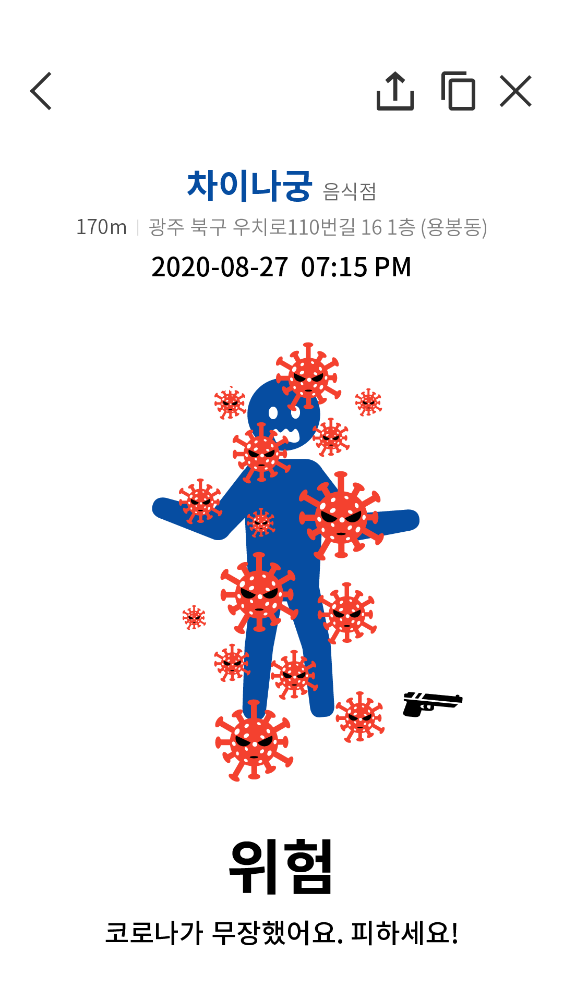 차이나궁 음식점
170m | 광주 북구 우치로110번길 16 1층 (용봉동)
2020-08-27 07:15 PM
위험
코로나가 무장했어요. 피하세요!